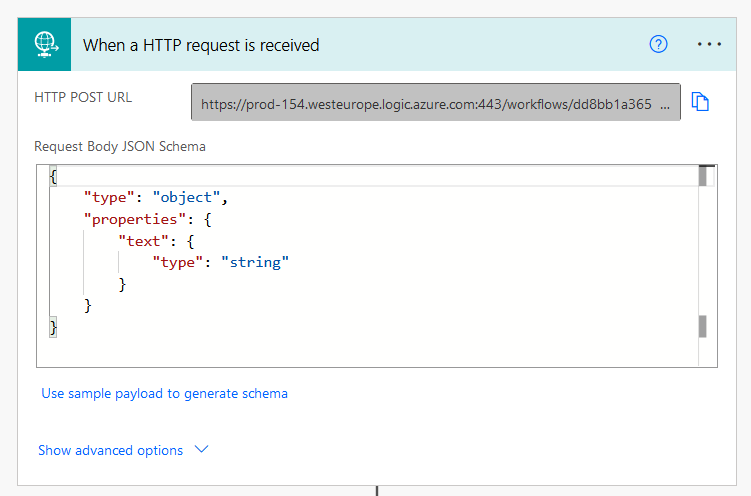 When a HTTP request is received
HTTP POST URL
https://prod-154.westeurope.logic.azure.com:443/workflows/dd8bb1a365 ...
Request Body JSON Schema
{
    "type": "object",
    "properties": {
        "text": {
            "type": "string"
        }
    }
}
Use sample payload to generate schema
Show advanced options